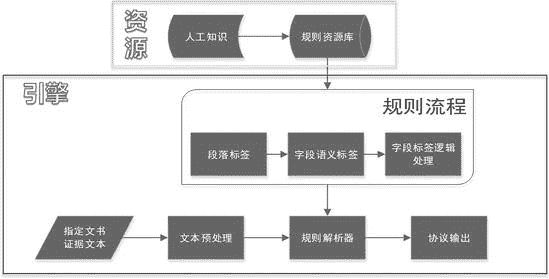 资源
人工知识
规则资源库
引擎
规则流程
段落标签
字段语义标签
字段标签逻辑
处理
指定文书
证据文本
文本预处理
规则解析器
协议输出